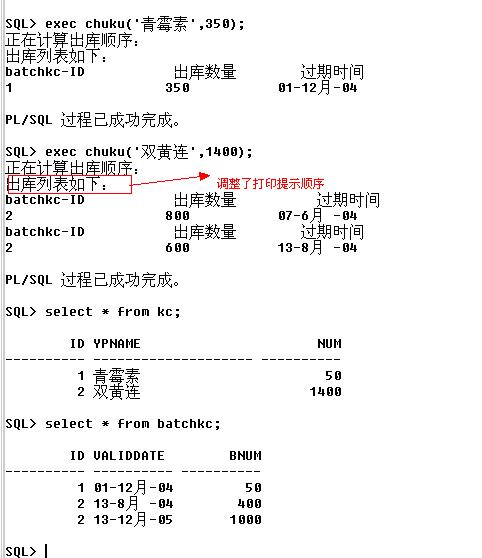 SQL> exec chuku('青霉素',350);
正在计算出库顺序:
出库列表如下:
batchkc-ID 出库数量 过期时间
1 350 01-12月-04
PL/SQL 过程已成功完成。
SQL> exec chuku('双黄连',1400);
正在计算出库顺序:
出库列表如下: 调整了打印提示顺序
batchkc-ID 出库数量 过期时间
2 800 07-6月 -04
batchkc-ID 出库数量 过期时间
2 600 13-8月 -04
PL/SQL 过程已成功完成。
SQL> select * from kc;
ID YPNAME NUM
---------- -------------------- ----------
1 青霉素 50
2 双黄连 1400
SQL> select * from batchkc;
ID VALIDDATE BNUM
---------- ---------- ----------
1 01-12月-04 50
2 13-8月 -04 400
2 13-12月-05 1000
SQL>